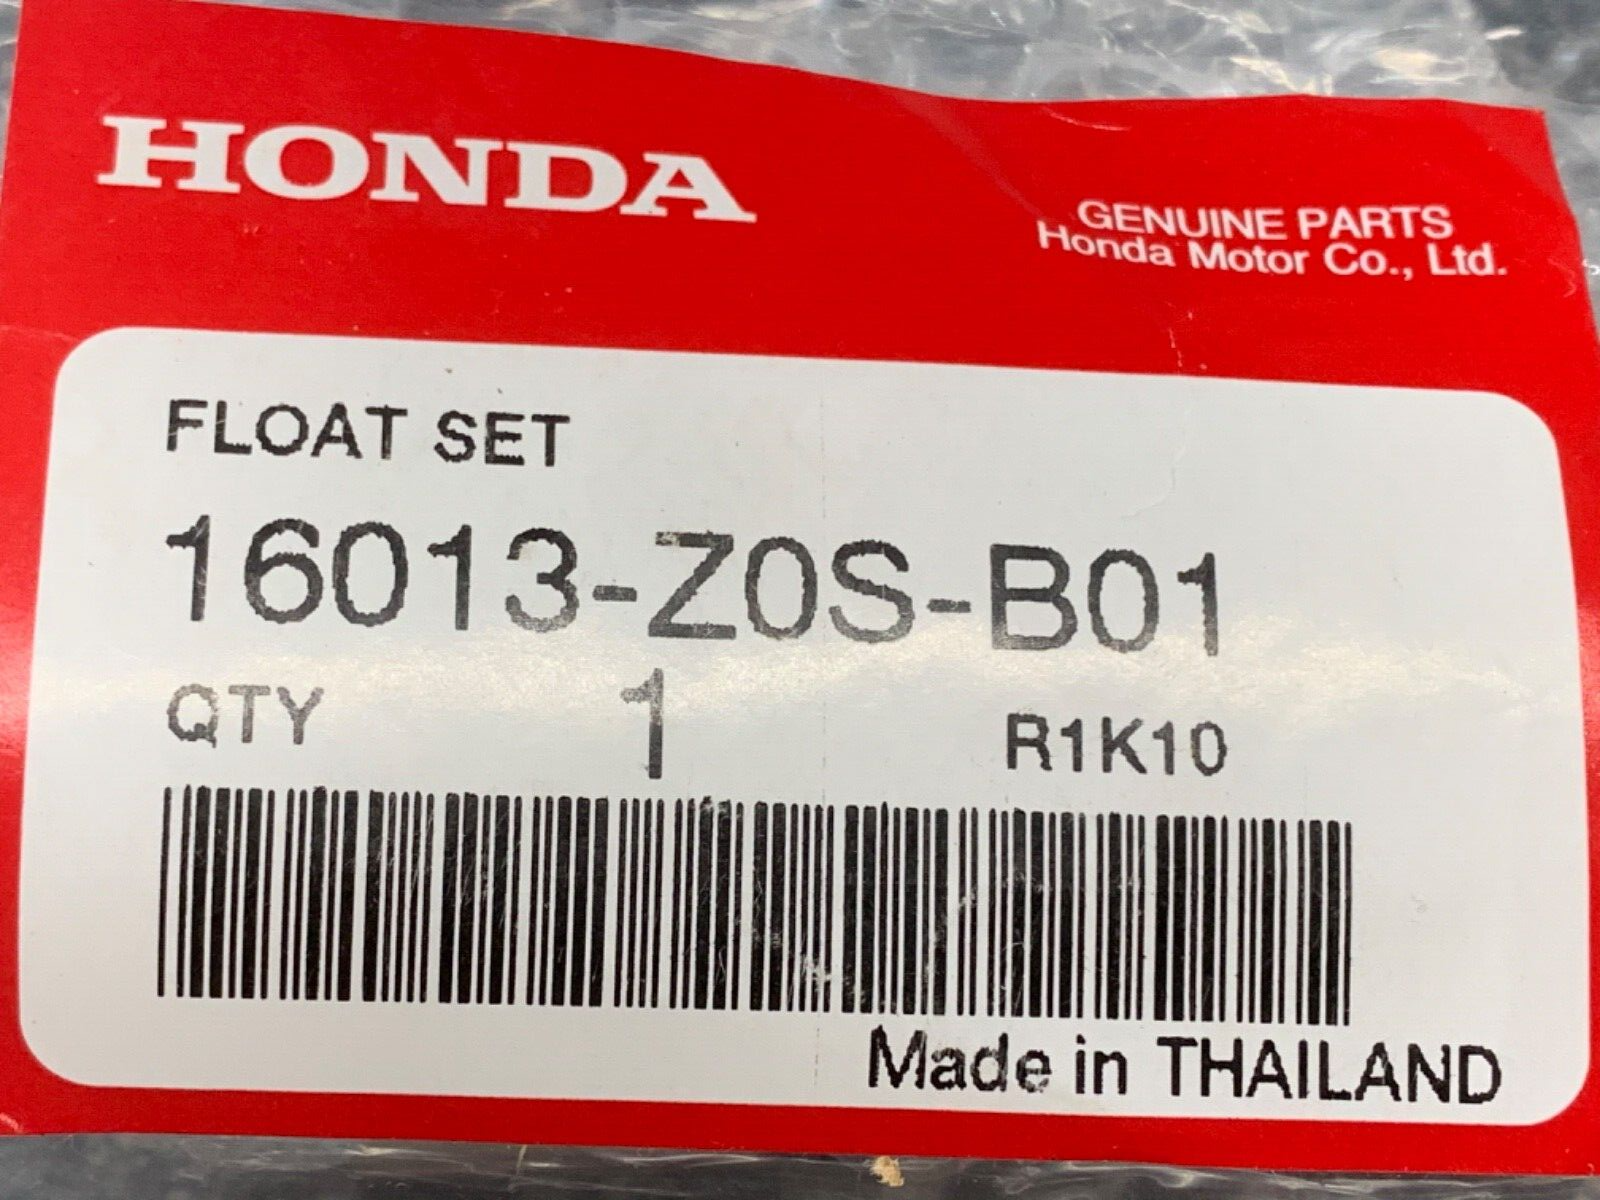 HONDA
GENUINE PARTS
Honda Motor Co., Ltd.
FLOAT SET
16013-Z0S-B01
QTY 1 R1K10
Made in THAILAND